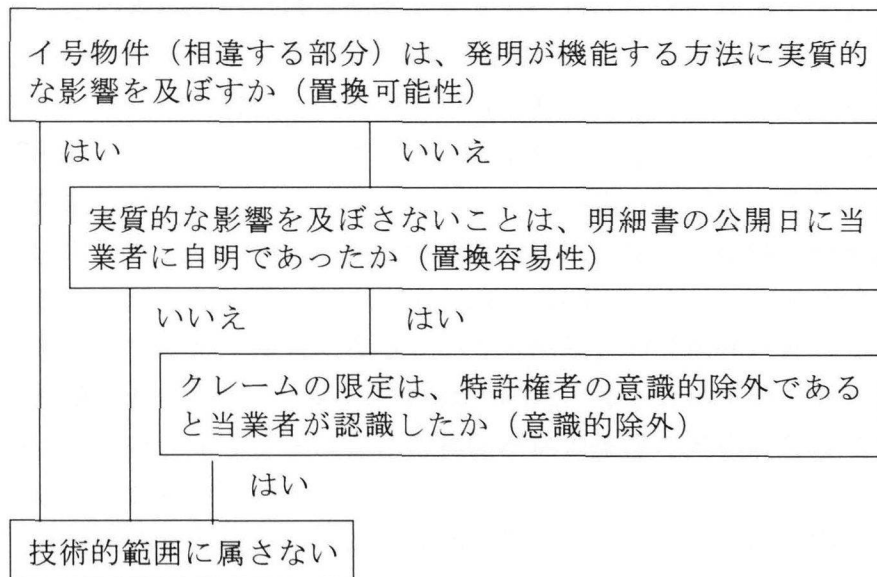 イ号物件（相違する部分）は、発明が機能する方法に実質的
な影響を及ぼすか（置換可能性）
はい
いいえ
実質的な影響を及ぼさないことは、明細書の公開日に当
業者に自明であったか（置換容易性）
いいえ
はい
クレームの限定は、特許権者の意識的除外である
と当業者が認識したか（意識的除外）
はい
技術的範囲に属さない